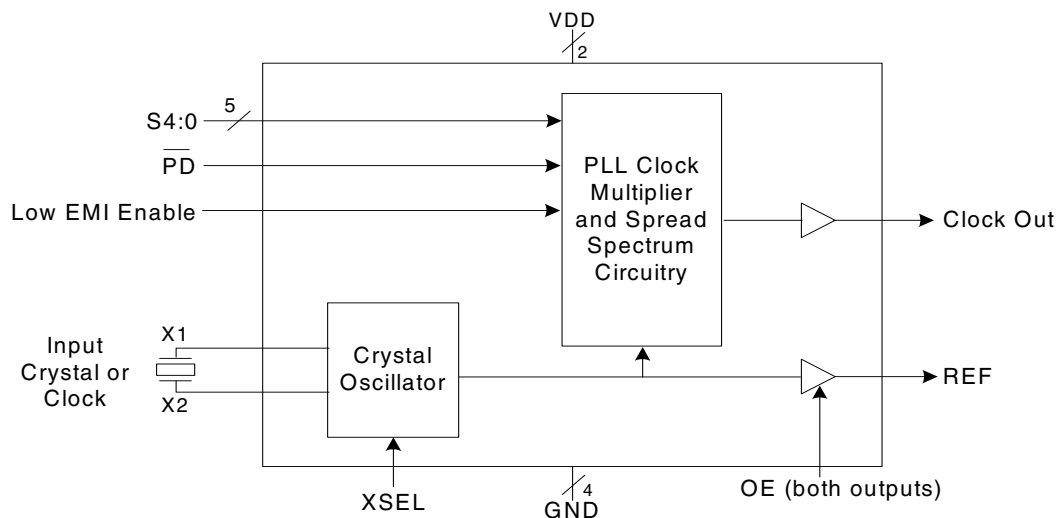 VDD
2
5
S4:0
PD
Low EMI Enable
PLL Clock
Multiplier
and Spread
Spectrum
Circuitry
Clock Out
Input
Crystal or
Clock
X1
X2
Crystal
Oscillator
REF
XSEL
4
GND
OE (both outputs)